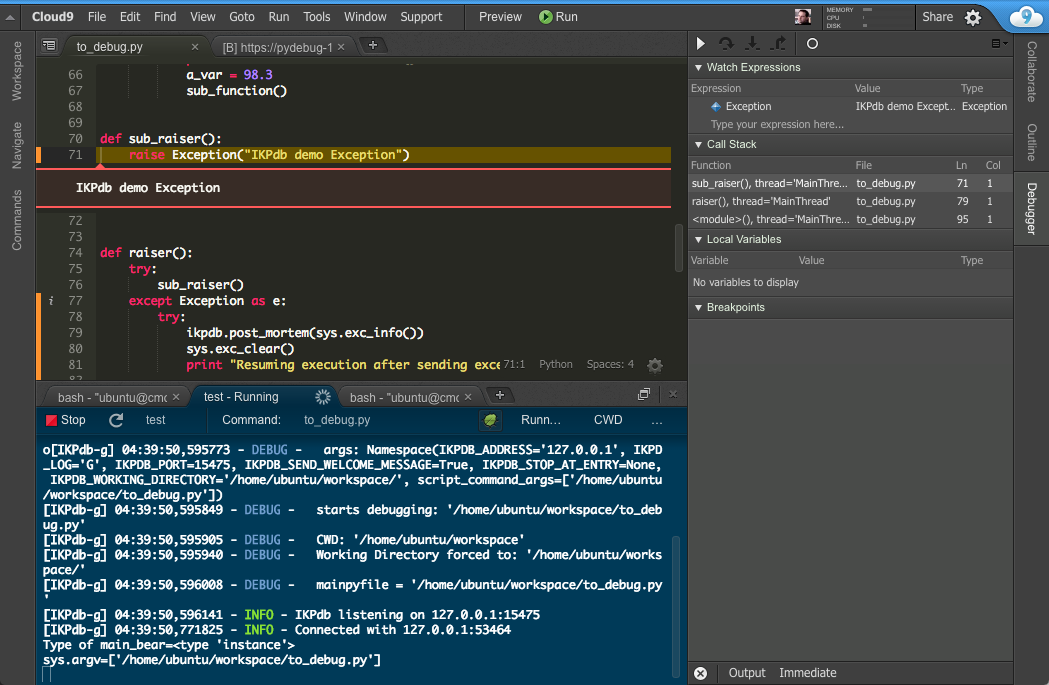 Cloud9 File Edit Find View Goto Run Tools Window Support Preview Run MEMORY CPU DISK Share 9
Workspace
Navigate
Commands
to_debug.py × [B] https://pydebug-1 × +
66 a_var = 98.3
67 sub_function()
68
69
70 def sub_raiser():
71 raise Exception("IKPdb demo Exception")
IKPdb demo Exception
72
73
74 def raiser():
75 try:
76 sub_raiser()
i 77 except Exception as e:
78 try:
79 ikpdb.post_mortem(sys.exc_info())
80 sys.exc_clear()
81 print "Resuming execution after sending exce 71:1 Python Spaces: 4
bash - "ubuntu@cmc × test - Running bash - "ubuntu@cmc × +
Stop test Command: to_debug.py Runn... CWD ...
o[IKPdb-g] 04:39:50,595773 - DEBUG - args: Namespace(IKPDB_ADDRESS='127.0.0.1', IKPD
_LOG='G', IKPDB_PORT=15475, IKPDB_SEND_WELCOME_MESSAGE=True, IKPDB_STOP_AT_ENTRY=None,
IKPDB_WORKING_DIRECTORY='/home/ubuntu/workspace/', script_command_args=['/home/ubuntu
/workspace/to_debug.py'])
[IKPdb-g] 04:39:50,595849 - DEBUG - starts debugging: '/home/ubuntu/workspace/to_deb
ug.py'
[IKPdb-g] 04:39:50,595905 - DEBUG - CWD: '/home/ubuntu/workspace'
[IKPdb-g] 04:39:50,595940 - DEBUG - Working Directory forced to: '/home/ubuntu/works
pace/'
[IKPdb-g] 04:39:50,596008 - DEBUG - mainpyfile = '/home/ubuntu/workspace/to_debug.py
'
[IKPdb-g] 04:39:50,596141 - INFO - IKPdb listening on 127.0.0.1:15475
[IKPdb-g] 04:39:50,771825 - INFO - Connected with 127.0.0.1:53464
Type of main_bear=<type 'instance'>
sys.argv=['/home/ubuntu/workspace/to_debug.py']
Watch Expressions
Expression Value Type
Exception IKPdb demo Except... Exception
Type your expression here...
Call Stack
Function File Ln Col
sub_raiser(), thread='MainThre... to_debug.py 71 1
raiser(), thread='MainThread' to_debug.py 79 1
<module>(), thread='MainThre... to_debug.py 95 1
Local Variables
Variable Value Type
No variables to display
Breakpoints
Output Immediate
Collaborate
Outline
Debugger